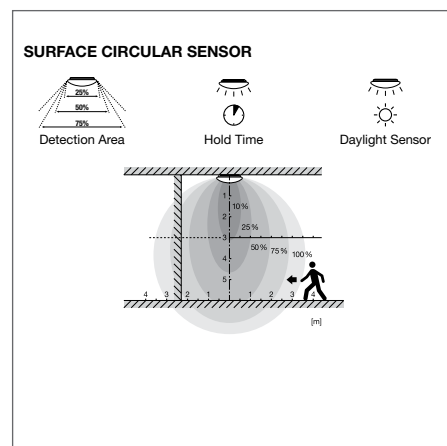 SURFACE CIRCULAR SENSOR
25%
50%
75%
Detection Area
Hold Time
Daylight Sensor
1
10 %
2
25 %
3
50 % 75 % 100 %
4
5
4 3 2 1 1 2 3 4
[m]